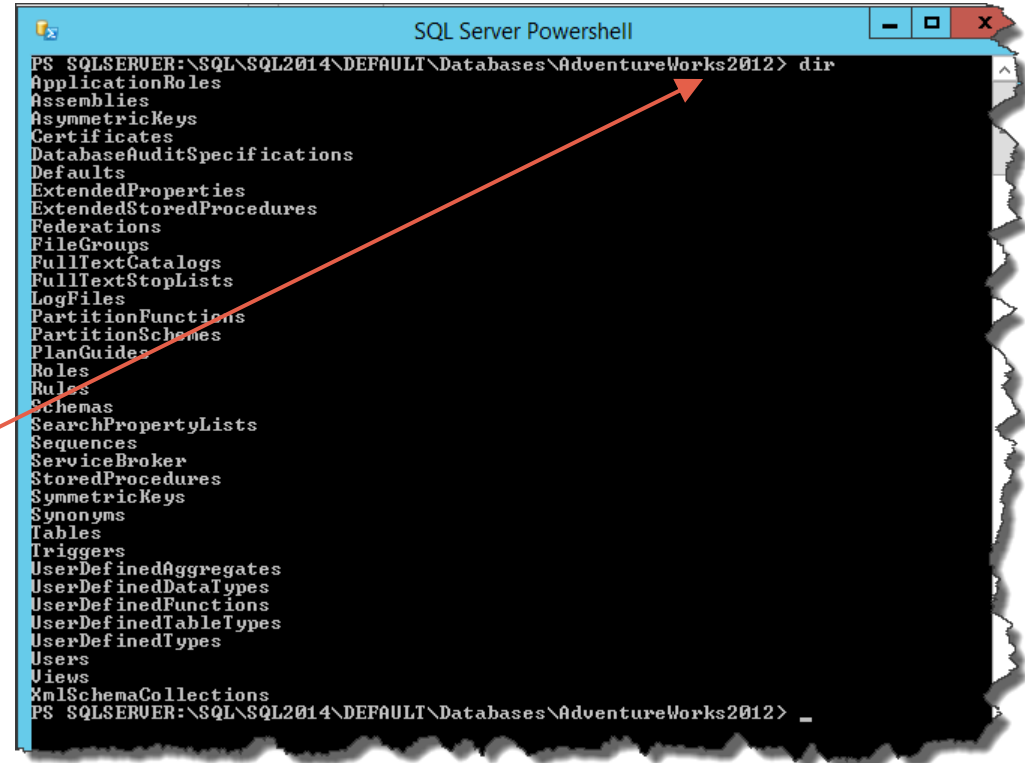 SQL Server Powershell
PS SQLSERVER:\SQL\SQL2014\DEFAULT\Databases\AdventureWorks2012> dir
ApplicationRoles
Assemblies
AsymmetricKeys
Certificates
DatabaseAuditSpecifications
Defaults
ExtendedProperties
ExtendedStoredProcedures
Federations
FileGroups
FullTextCatalogs
FullTextStopLists
LogFiles
PartitionFunctions
PartitionSchemes
PlanGuides
Roles
Rules
Schemas
SearchPropertyLists
Sequences
ServiceBroker
StoredProcedures
SymmetricKeys
Synonyms
Tables
Triggers
UserDefinedAggregates
UserDefinedDataTypes
UserDefinedFunctions
UserDefinedTableTypes
UserDefinedTypes
Users
Views
XmlSchemaCollections
PS SQLSERVER:\SQL\SQL2014\DEFAULT\Databases\AdventureWorks2012> _